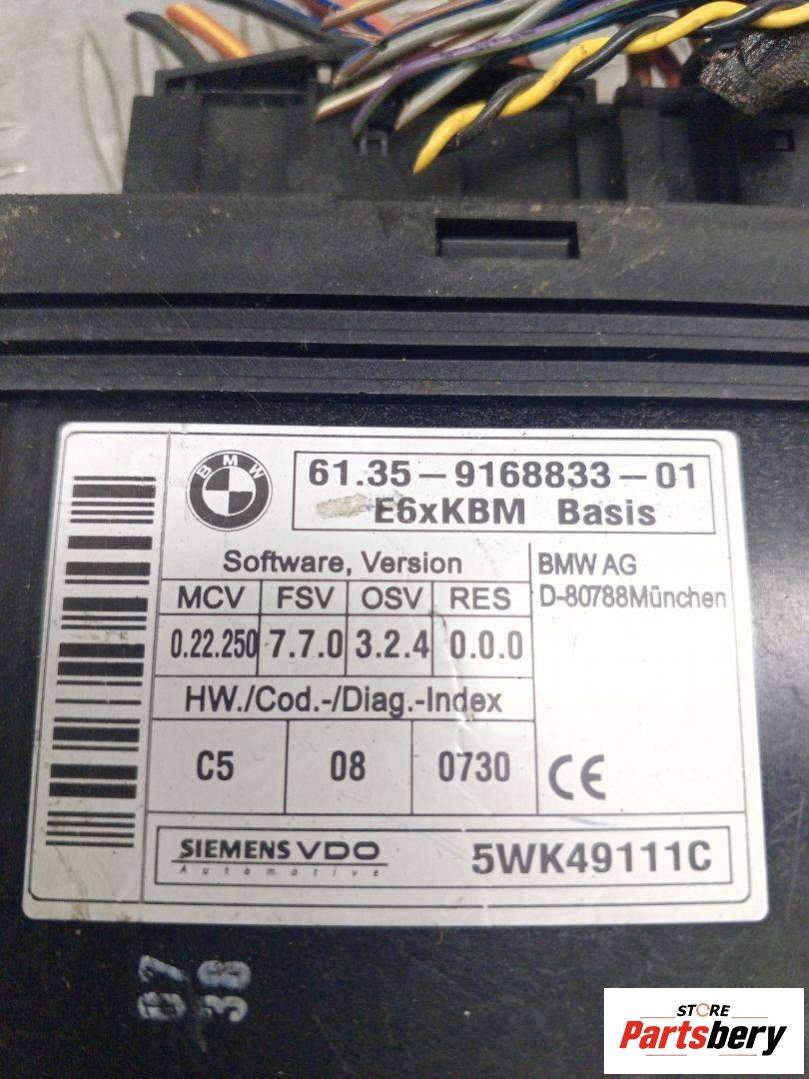 BMW
61.35-9168833-01
E6xKBM Basis
Software, Version
MCV FSV OSV RES
0.22.250 7.7.0 3.2.4 0.0.0
BMW AG
D-80788München
HW./Cod.-/Diag.-Index
C5 08 0730
CE
SIEMENS VDO
Automotive
5WK49111C
07
38
STORE
Partsbery